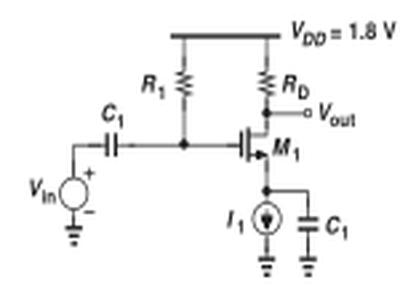 V_DD = 1.8 V
R_1
R_D
C_1
V_out
M_1
V_in
+
−
I_1
C_1